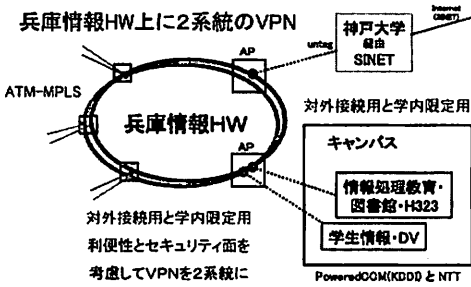 兵庫情報HW上に2系統のVPN
Internet
(SINET)
神戸大学
経由
SINET
untag
AP
ATM-MPLS
兵庫情報HW
対外接続用と学内限定用
キャンパス
AP
情報処理教育・
図書館・H323
学生情報・DV
対外接続用と学内限定用
利便性とセキュリティ面を
考慮してVPNを2系統に
PoweredCOM(KDDI)とNTT